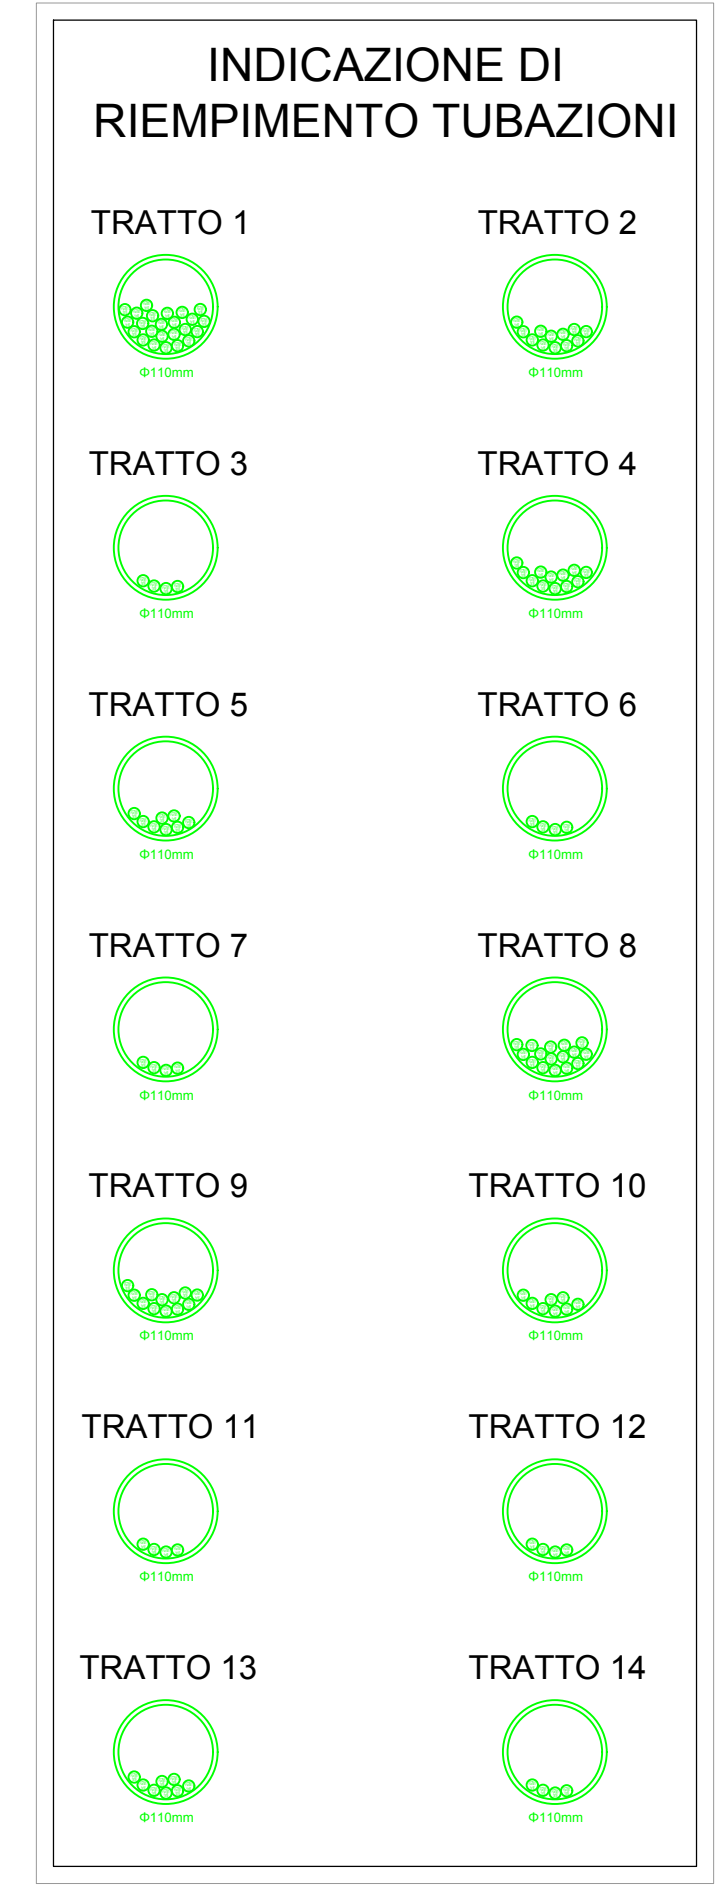 INDICAZIONE DI
RIEMPIMENTO TUBAZIONI
TRATTO 1
Φ110mm
TRATTO 2
Φ110mm
TRATTO 3
Φ110mm
TRATTO 4
Φ110mm
TRATTO 5
Φ110mm
TRATTO 6
Φ110mm
TRATTO 7
Φ110mm
TRATTO 8
Φ110mm
TRATTO 9
Φ110mm
TRATTO 10
Φ110mm
TRATTO 11
Φ110mm
TRATTO 12
Φ110mm
TRATTO 13
Φ110mm
TRATTO 14
Φ110mm